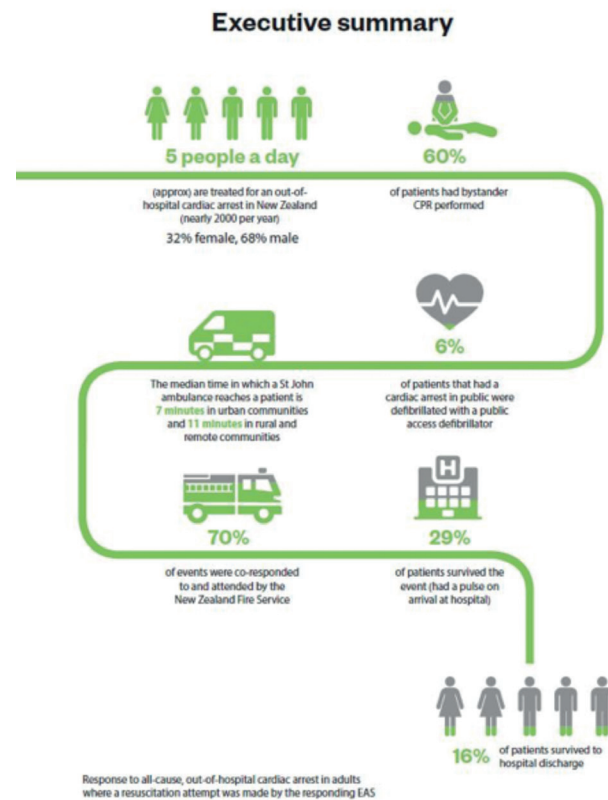 Executive summary
5 people a day
(approx) are treated for an out-of-
hospital cardiac arrest in New Zealand
(nearly 2000 per year)
32% female, 68% male
60%
of patients had bystander
CPR performed
The median time in which a St John
ambulance reaches a patient is
7 minutes in urban communities
and 11 minutes in rural and
remote communities
6%
of patients that had a
cardiac arrest in public were
defibrillated with a public
access defibrillator
70%
of events were co-responded
to and attended by the
New Zealand Fire Service
H
29%
of patients survived the
event (had a pulse on
arrival at hospital)
16%
of patients survived to
hospital discharge
Response to all-cause, out-of-hospital cardiac arrest in adults
where a resuscitation attempt was made by the responding EAS